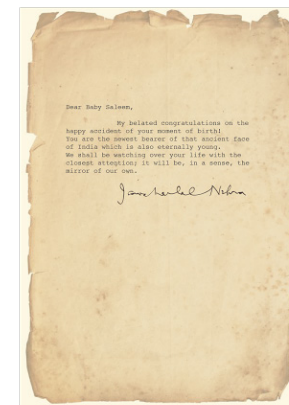 Dear Baby Saleem,
My belated congratulations on the
happy accident of your moment of birth!
You are the newest bearer of that ancient face
of India which is also eternally young.
We shall be watching over your life with the
closest attention; it will be, in a sense, the
mirror of our own.
Jawaharlal Nehru